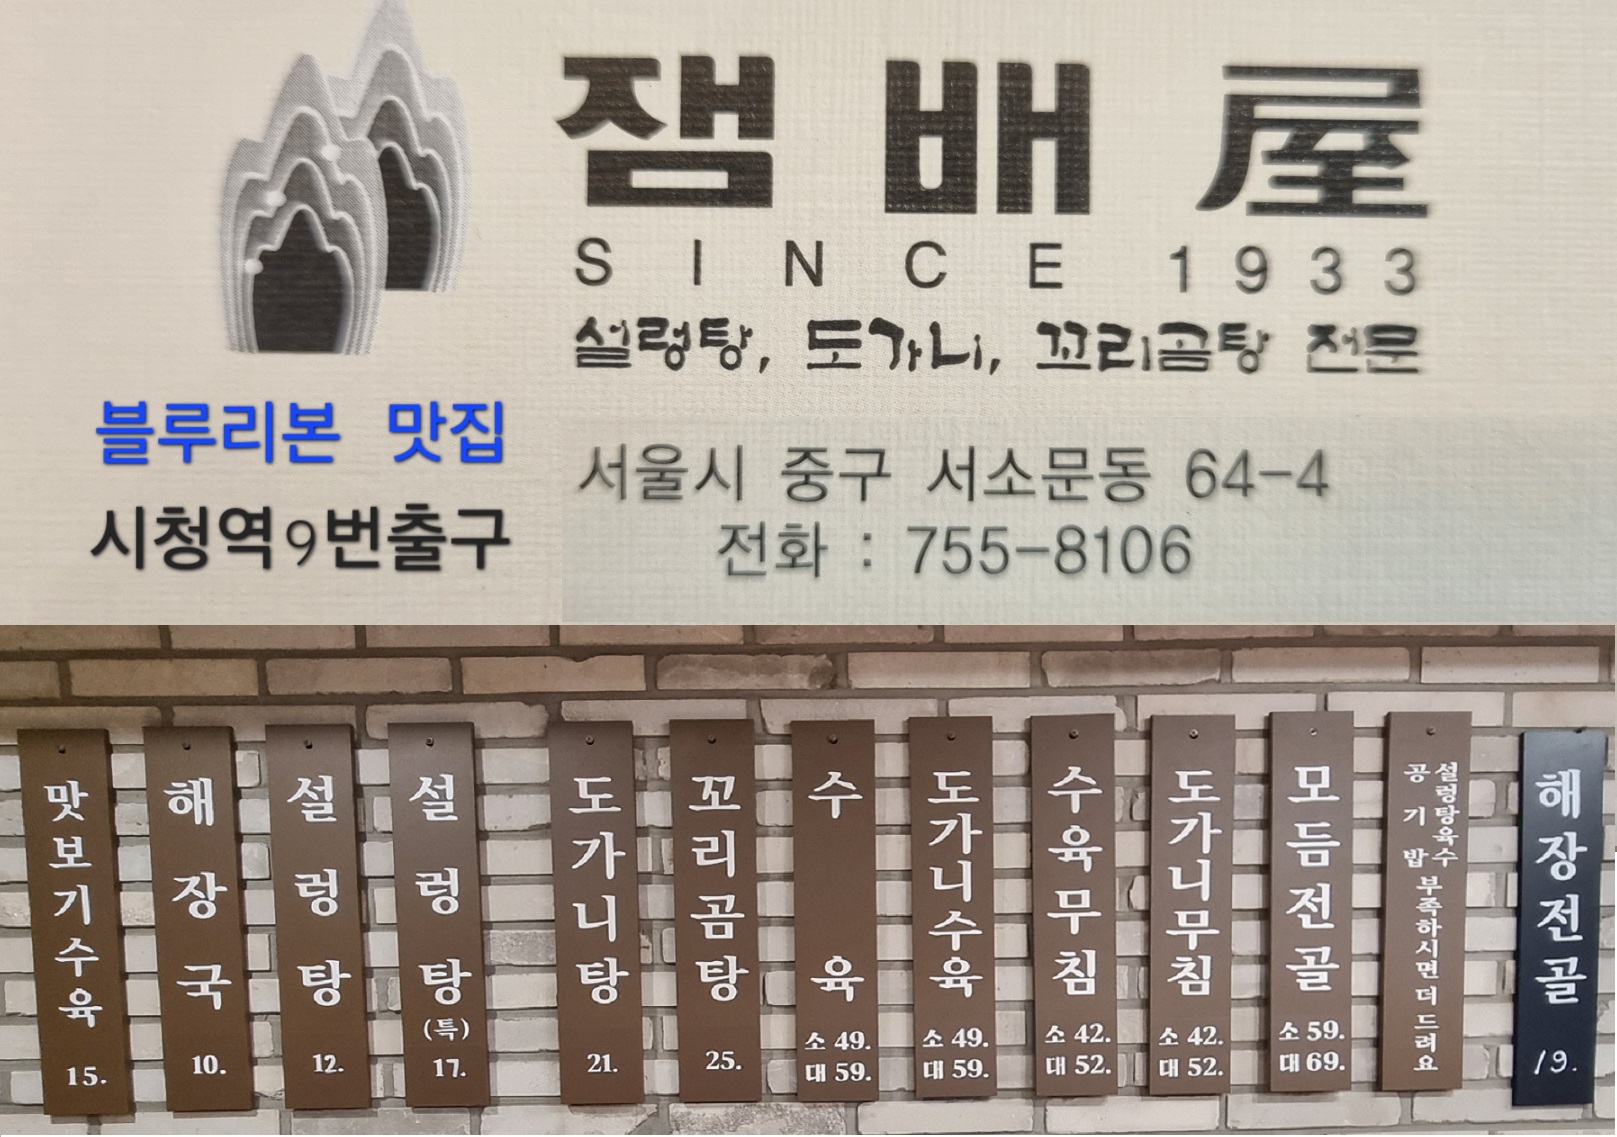 잼배屋
SINCE 1933
설렁탕, 도가니, 꼬리곰탕 전문
블루리본 맛집
시청역9번출구
서울시 중구 서소문동 64-4
전화 : 755-8106
맛보기수육 15.
해장국 10.
설렁탕 12.
설렁탕 (특) 17.
도가니탕 21.
꼬리곰탕 25.
수육 소 49. 대 59.
도가니수육 소 49. 대 59.
수육무침 소 42. 대 52.
도가니무침 소 42. 대 52.
모듬전골 소 59. 대 69.
설렁탕육수
공기밥
부족하시면 더 드려요
해장전골 19.